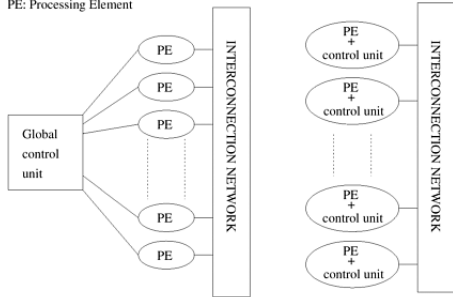 PE: Processing Element
Global
control
unit
PE
PE
PE
PE
PE
INTERCONNECTION NETWORK
PE
+
control unit
PE
+
control unit
PE
+
control unit
PE
+
control unit
INTERCONNECTION NETWORK